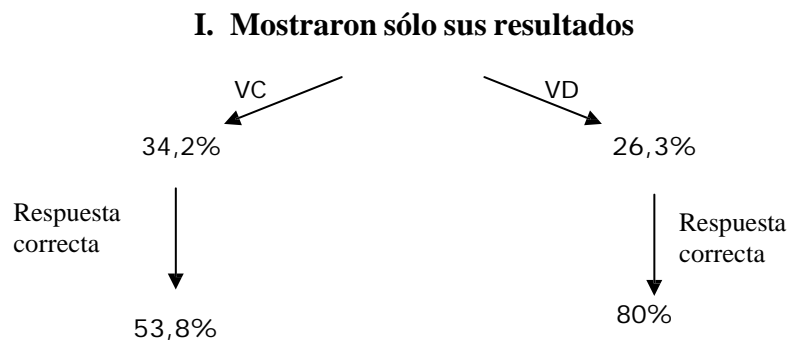 I. Mostraron sólo sus resultados
VC
VD
34,2%
26,3%
Respuesta
correcta
Respuesta
correcta
53,8%
80%